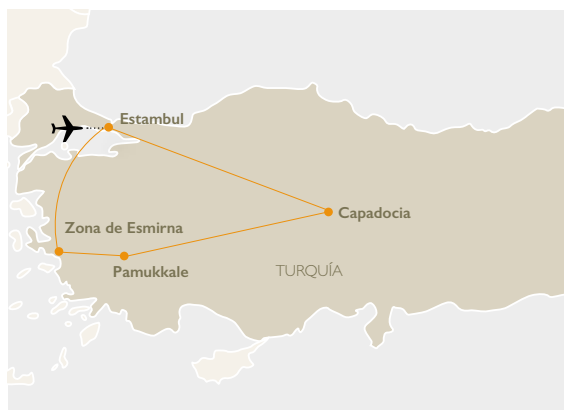 Estambul
Capadocia
Zona de Esmirna
Pamukkale
TURQUÍA